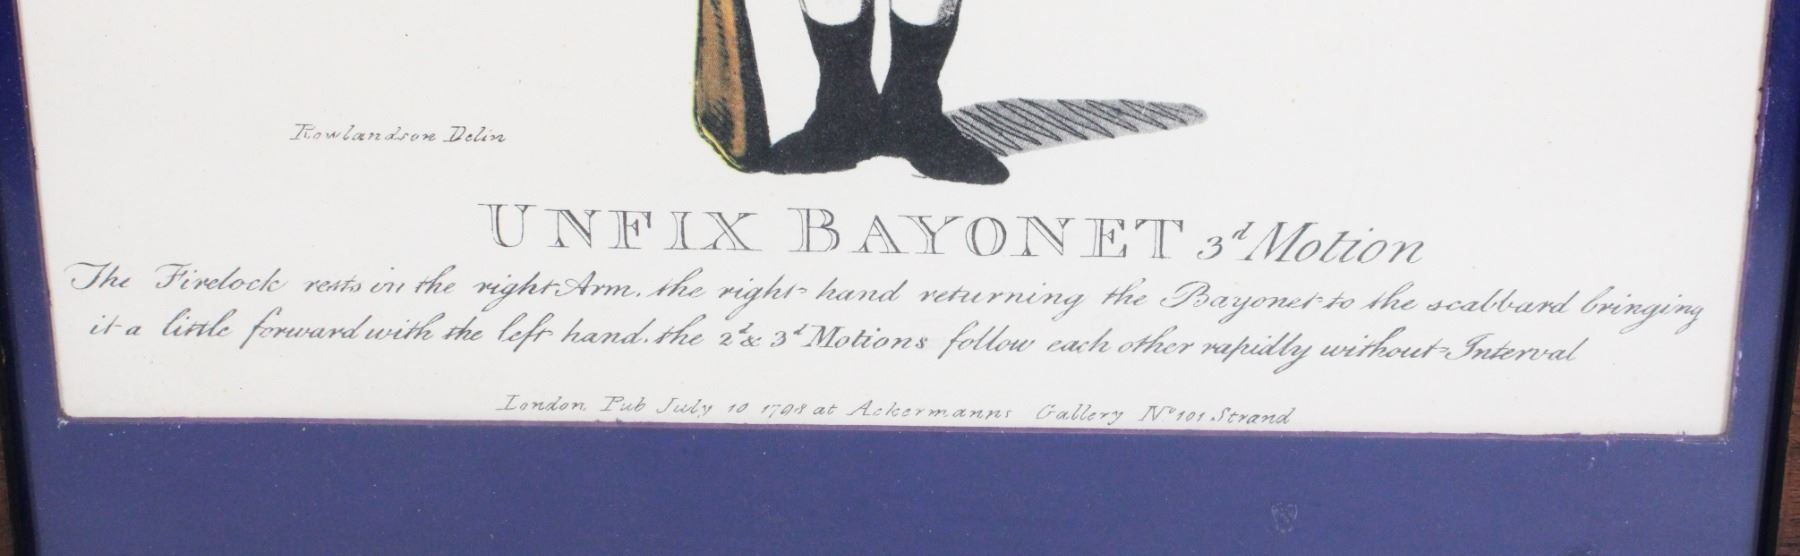 Rowlandson Delin
UNFIX BAYONET 3d Motion
The Firelock rests in the right Arm. the right hand returning the Bayonet to the scabbard bringing
it a little forward with the left hand. the 2d & 3d Motions follow each other rapidly without Interval
London Pub July 10 1798 at Ackermanns Gallery No 101 Strand